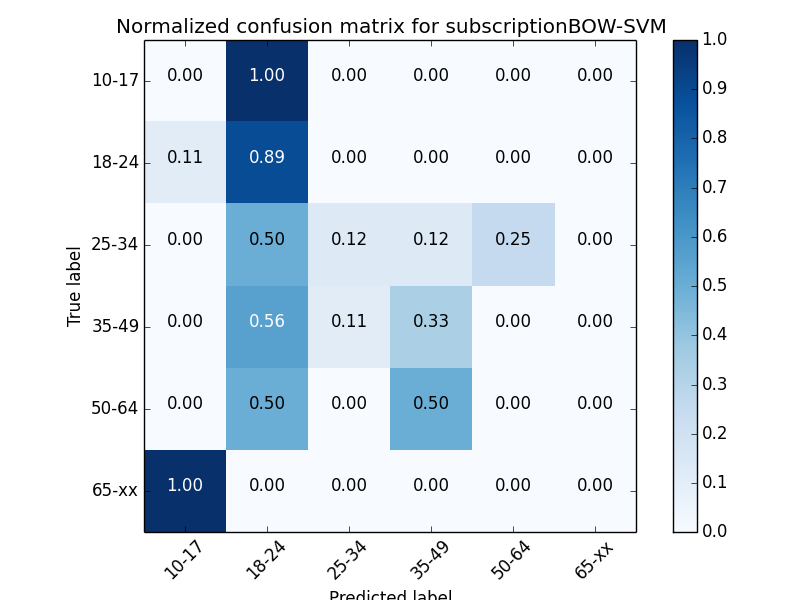 Normalized confusion matrix for subscriptionBOW-SVM
True label
10-17 0.00 1.00 0.00 0.00 0.00 0.00
18-24 0.11 0.89 0.00 0.00 0.00 0.00
25-34 0.00 0.50 0.12 0.12 0.25 0.00
35-49 0.00 0.56 0.11 0.33 0.00 0.00
50-64 0.00 0.50 0.00 0.50 0.00 0.00
65-xx 1.00 0.00 0.00 0.00 0.00 0.00
10-17 18-24 25-34 35-49 50-64 65-xx
Predicted label
1.0
0.9
0.8
0.7
0.6
0.5
0.4
0.3
0.2
0.1
0.0